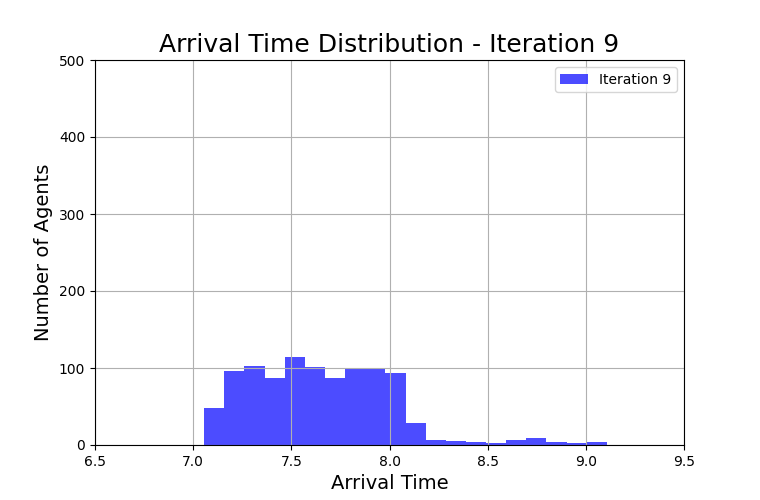 Arrival Time Distribution - Iteration 9
Iteration 9
500
400
300
200
100
0
Number of Agents
6.5 7.0 7.5 8.0 8.5 9.0 9.5
Arrival Time